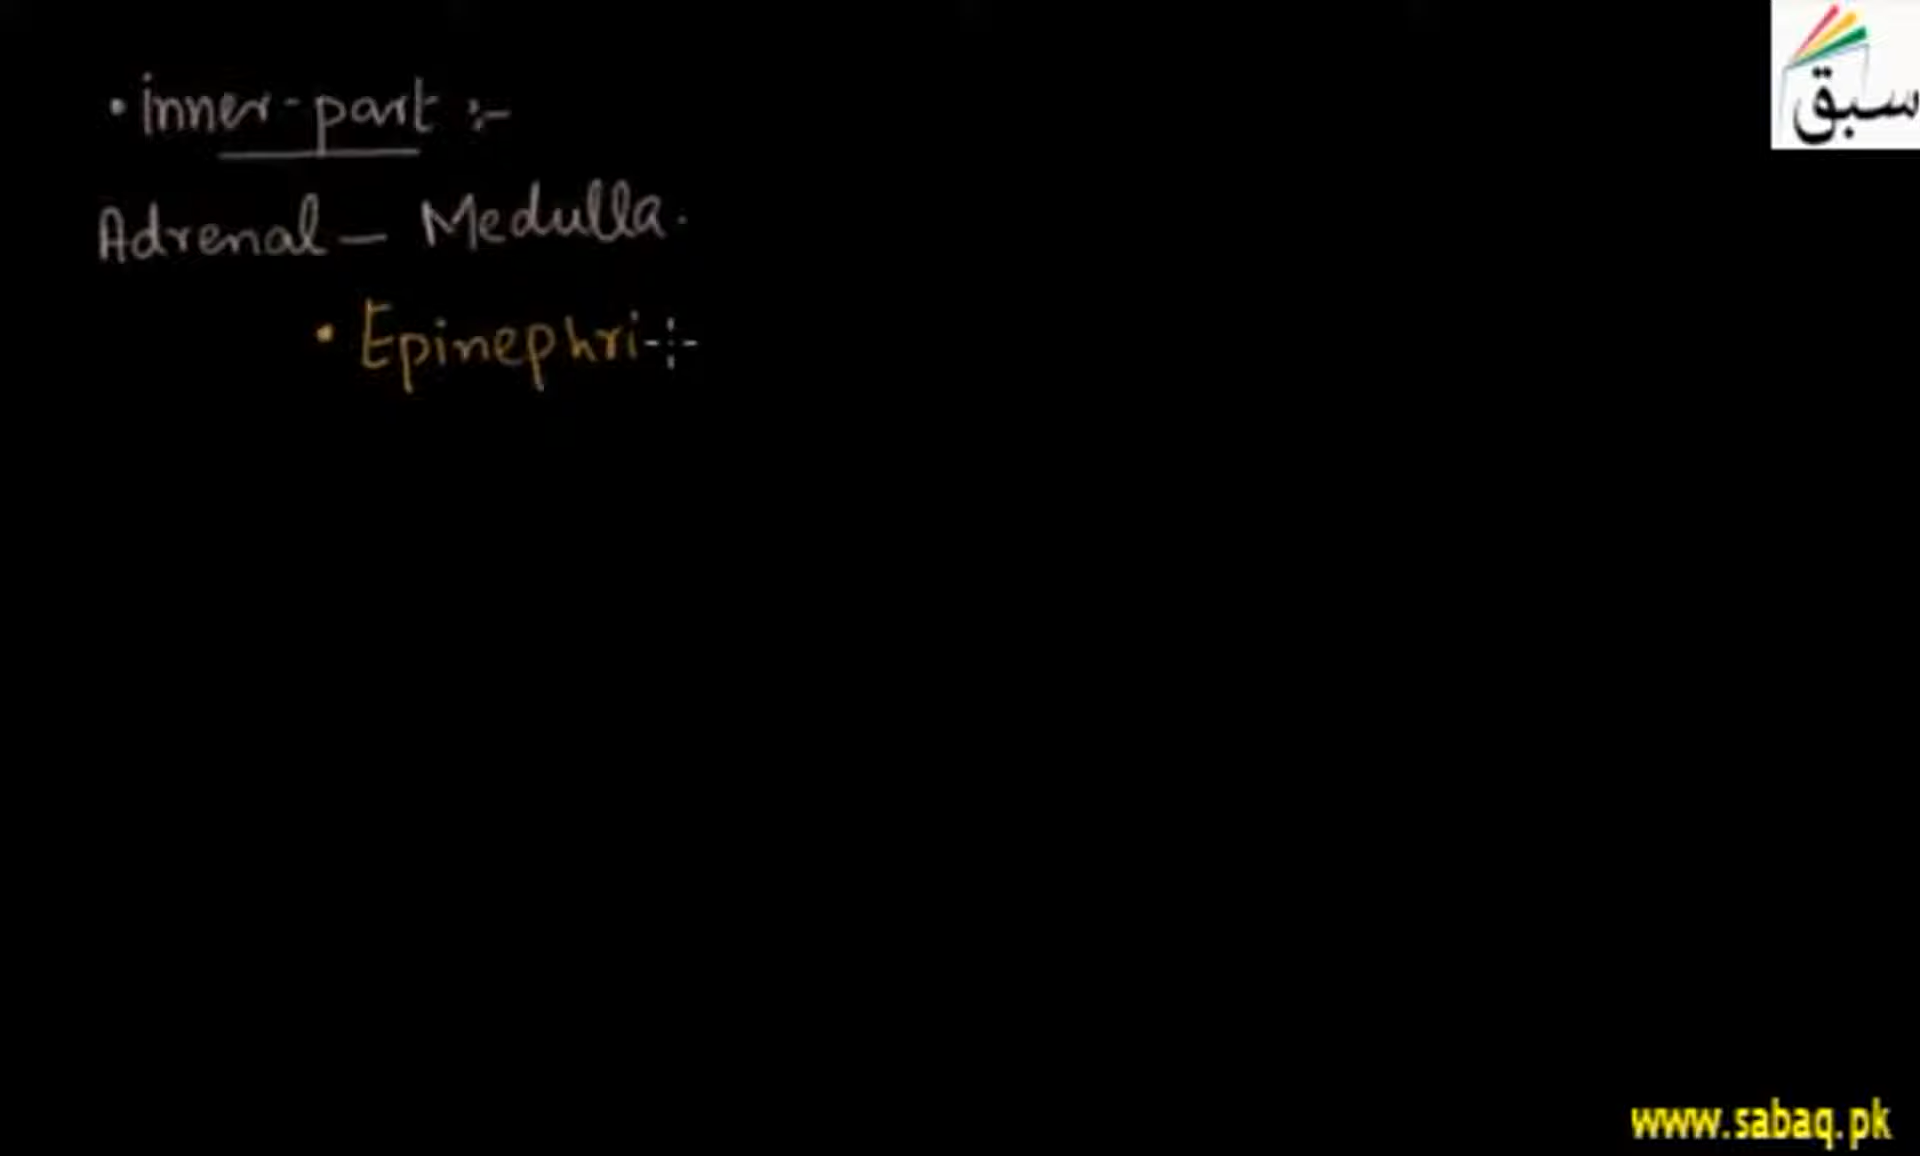 • inner-part :-
سبق
Adrenal — Medulla.
• Epinephri
www.sabaq.pk